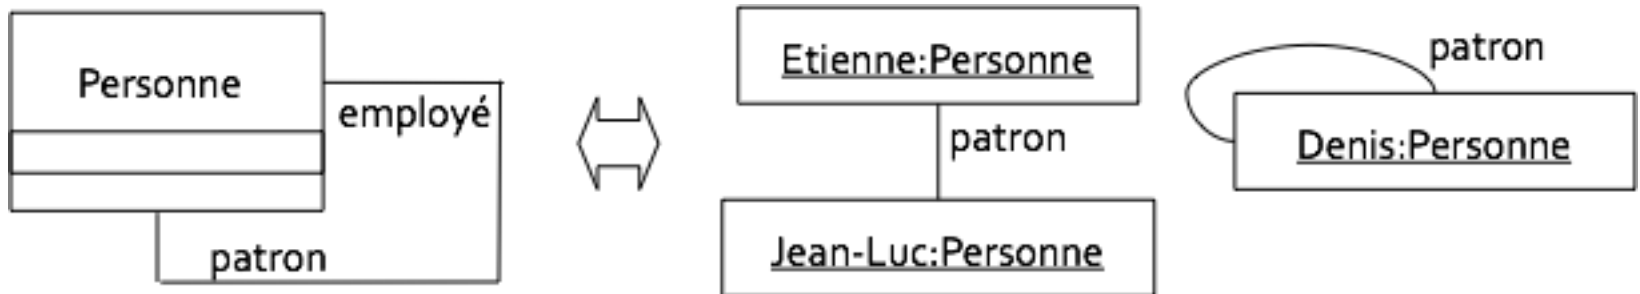 Personne
employé
patron
Etienne:Personne
patron
Jean-Luc:Personne
patron
Denis:Personne